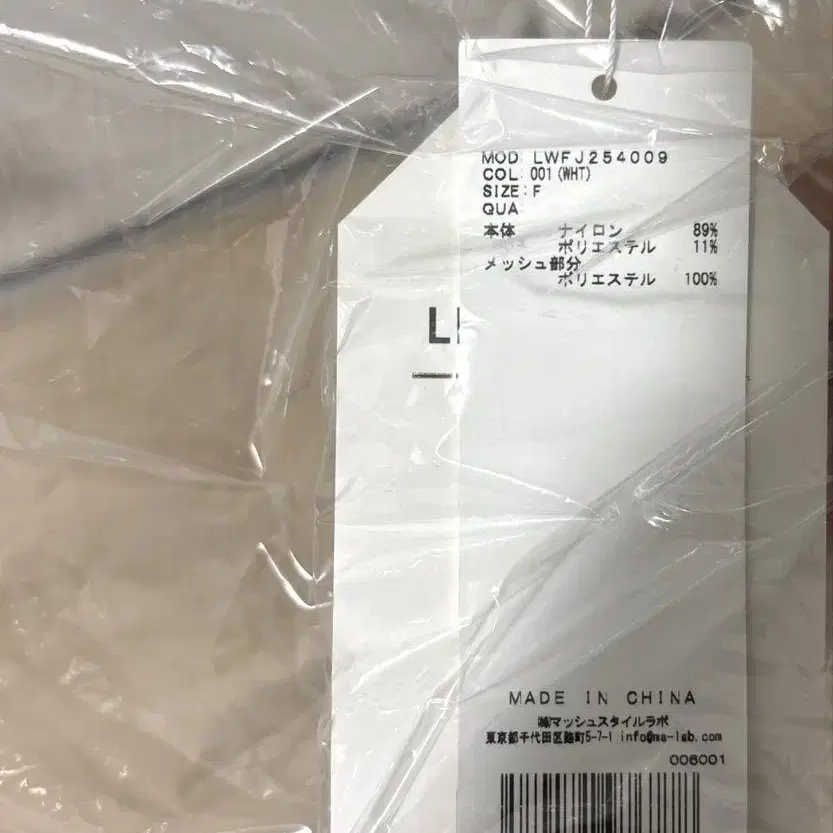 MOD: LWFJ254009
COL: 001(WHT)
SIZE: F
QUA
本体 ナイロン 89%
ポリエステル 11%
メッシュ部分
ポリエステル 100%
MADE IN CHINA
㈱マッシュスタイルラボ
東京都千代田区麹町5-7-1 info@ms-lab.com
006001